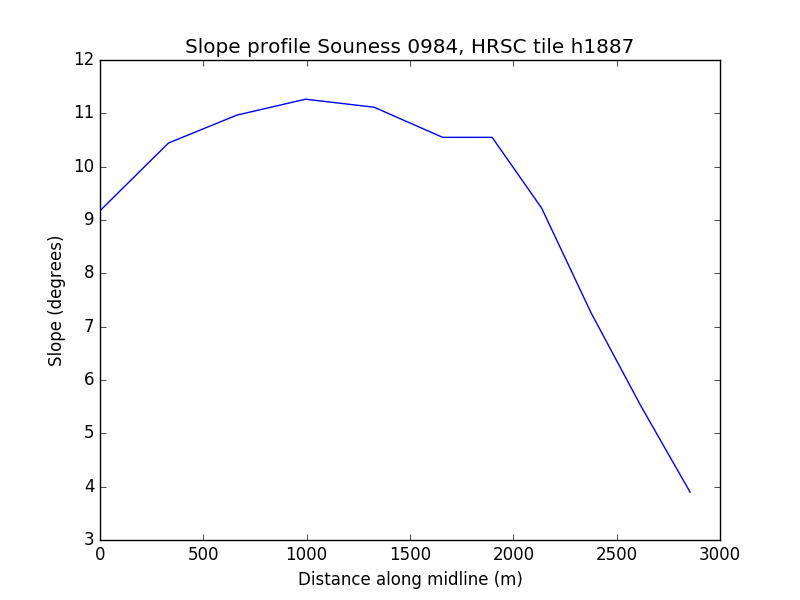 Slope profile Souness 0984, HRSC tile h1887
12
11
10
9
8
7
6
5
4
3
Slope (degrees)
0 500 1000 1500 2000 2500 3000
Distance along midline (m)